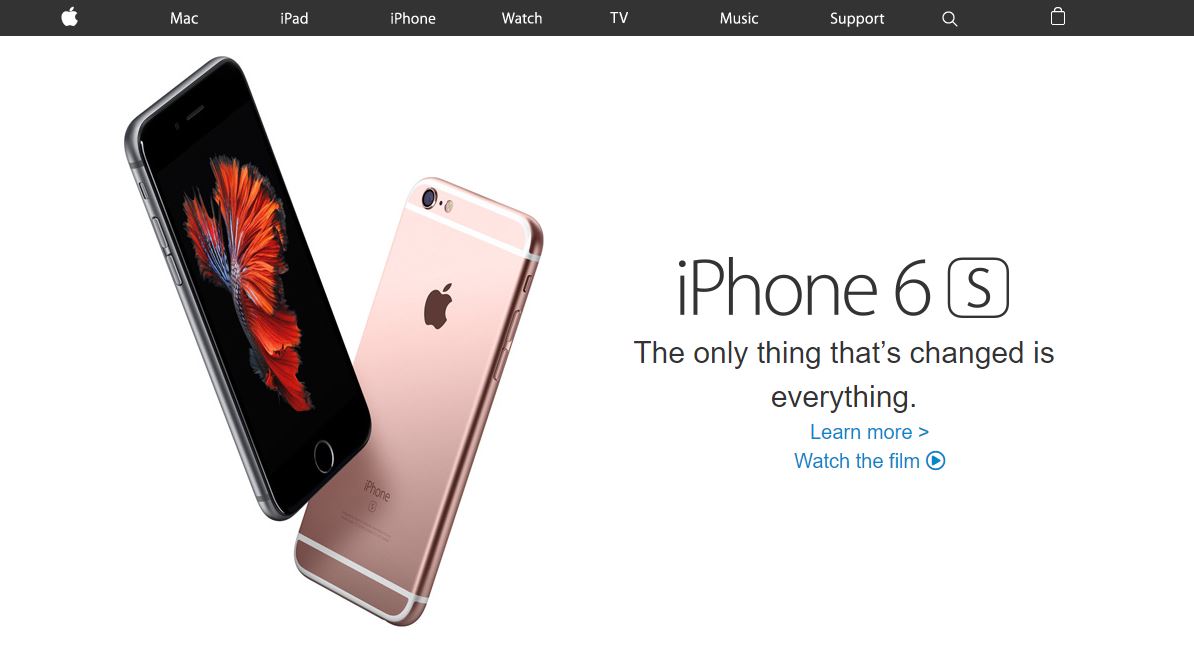 Mac iPad iPhone Watch TV Music Support
iPhone 6 S
The only thing that’s changed is
everything.
Learn more >
Watch the film
iPhone
S